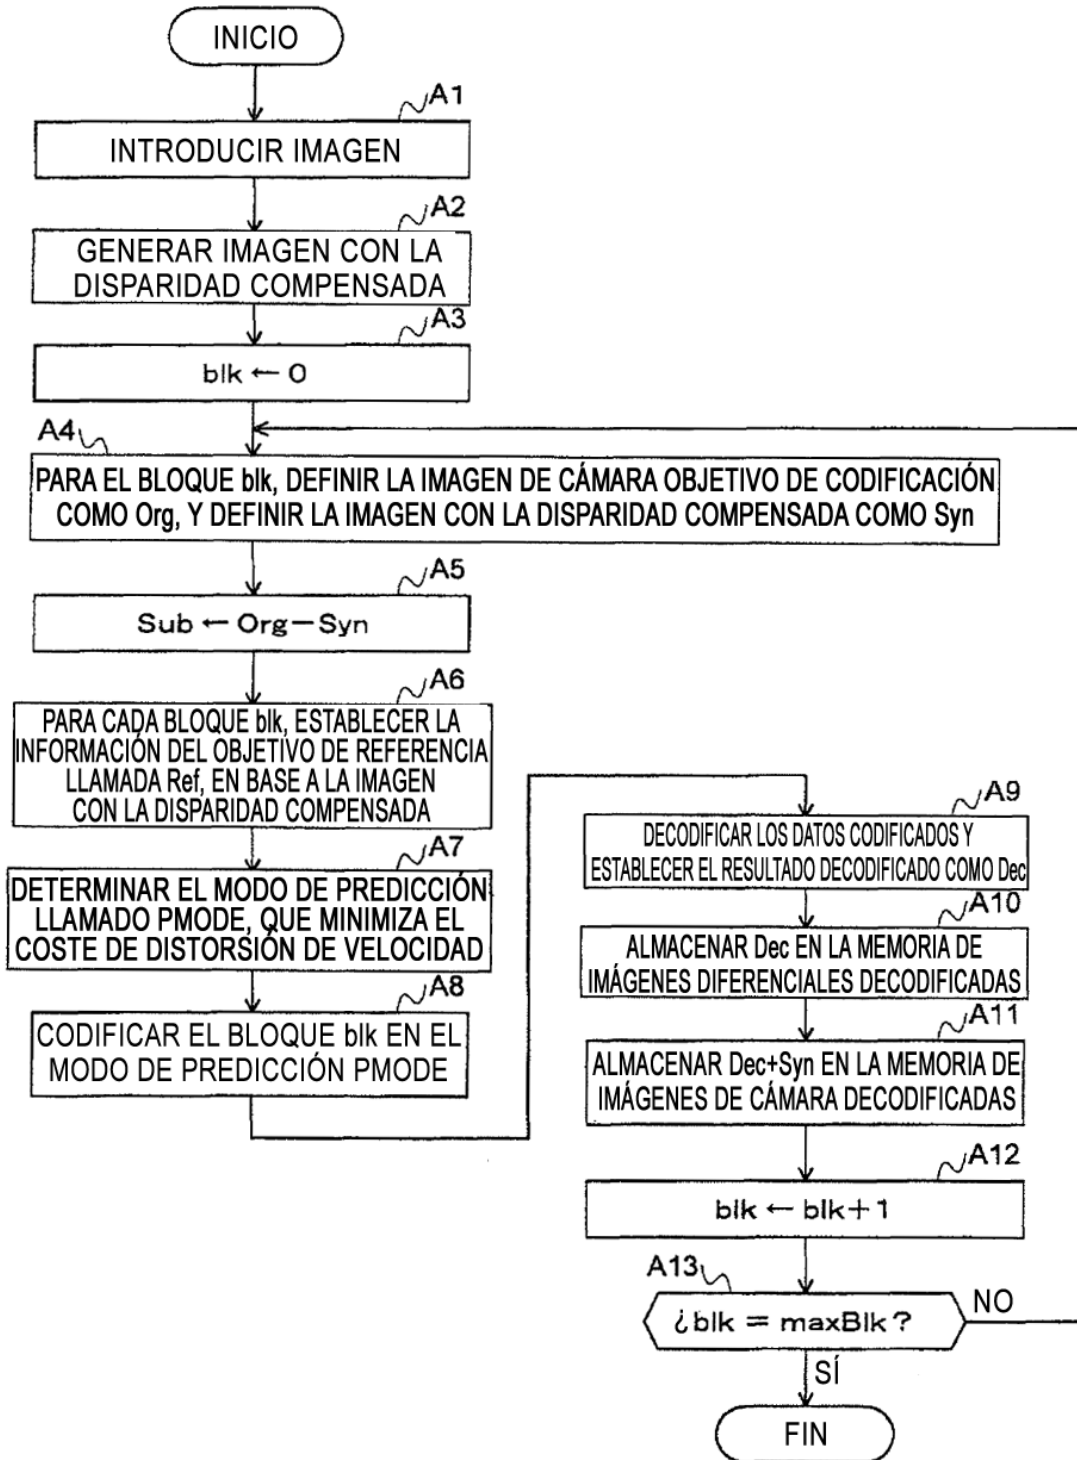 INICIO
A1
INTRODUCIR IMAGEN
A2
GENERAR IMAGEN CON LA
DISPARIDAD COMPENSADA
A3
blk ← 0
A4
PARA EL BLOQUE blk, DEFINIR LA IMAGEN DE CÁMARA OBJETIVO DE CODIFICACIÓN
COMO Org, Y DEFINIR LA IMAGEN CON LA DISPARIDAD COMPENSADA COMO Syn
A5
Sub ← Org − Syn
A6
PARA CADA BLOQUE blk, ESTABLECER LA
INFORMACIÓN DEL OBJETIVO DE REFERENCIA
LLAMADA Ref, EN BASE A LA IMAGEN
CON LA DISPARIDAD COMPENSADA
A7
DETERMINAR EL MODO DE PREDICCIÓN
LLAMADO PMODE, QUE MINIMIZA EL
COSTE DE DISTORSIÓN DE VELOCIDAD
A8
CODIFICAR EL BLOQUE blk EN EL
MODO DE PREDICCIÓN PMODE
A9
DECODIFICAR LOS DATOS CODIFICADOS Y
ESTABLECER EL RESULTADO DECODIFICADO COMO Dec
A10
ALMACENAR Dec EN LA MEMORIA DE
IMÁGENES DIFERENCIALES DECODIFICADAS
A11
ALMACENAR Dec+Syn EN LA MEMORIA DE
IMÁGENES DE CÁMARA DECODIFICADAS
A12
blk ← blk+1
A13
¿blk = maxBlk?
NO
SÍ
FIN